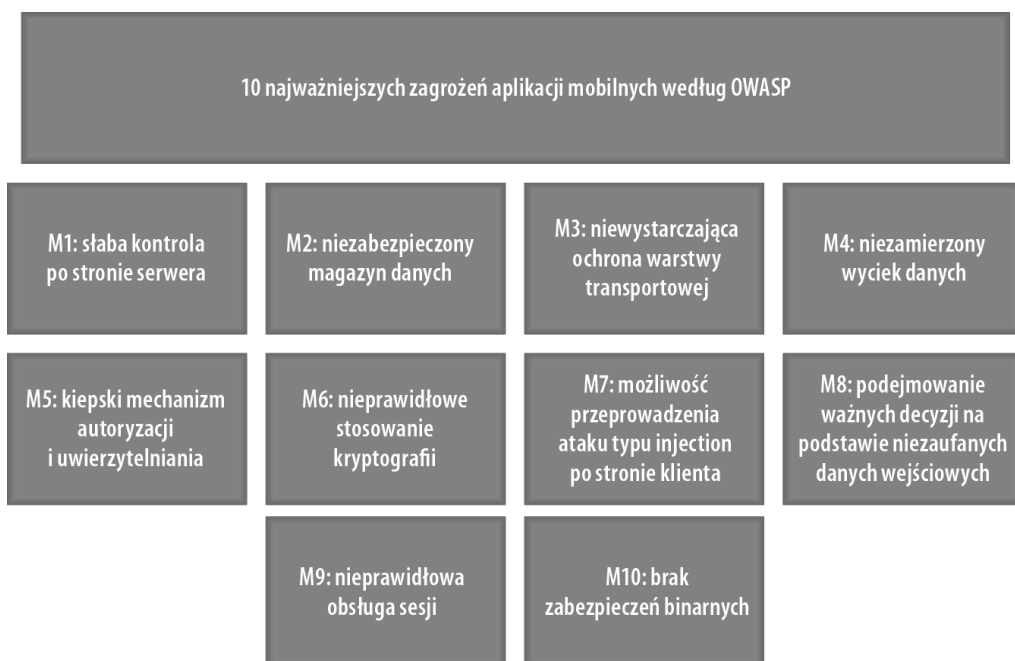 10 najważniejszych zagrożeń aplikacji mobilnych według OWASP
M1: słaba kontrola
po stronie serwera
M2: niezabezpieczony
magazyn danych
M3: niewystarczająca
ochrona warstwy
transportowej
M4: niezamierzony
wyciek danych
M5: kiepski mechanizm
autoryzacji
i uwierzytelniania
M6: nieprawidłowe
stosowanie
kryptografii
M7: możliwość
przeprowadzenia
ataku typu injection
po stronie klienta
M8: podejmowanie
ważnych decyzji na
podstawie niezaufanych
danych wejściowych
M9: nieprawidłowa
obsługa sesji
M10: brak
zabezpieczeń binarnych